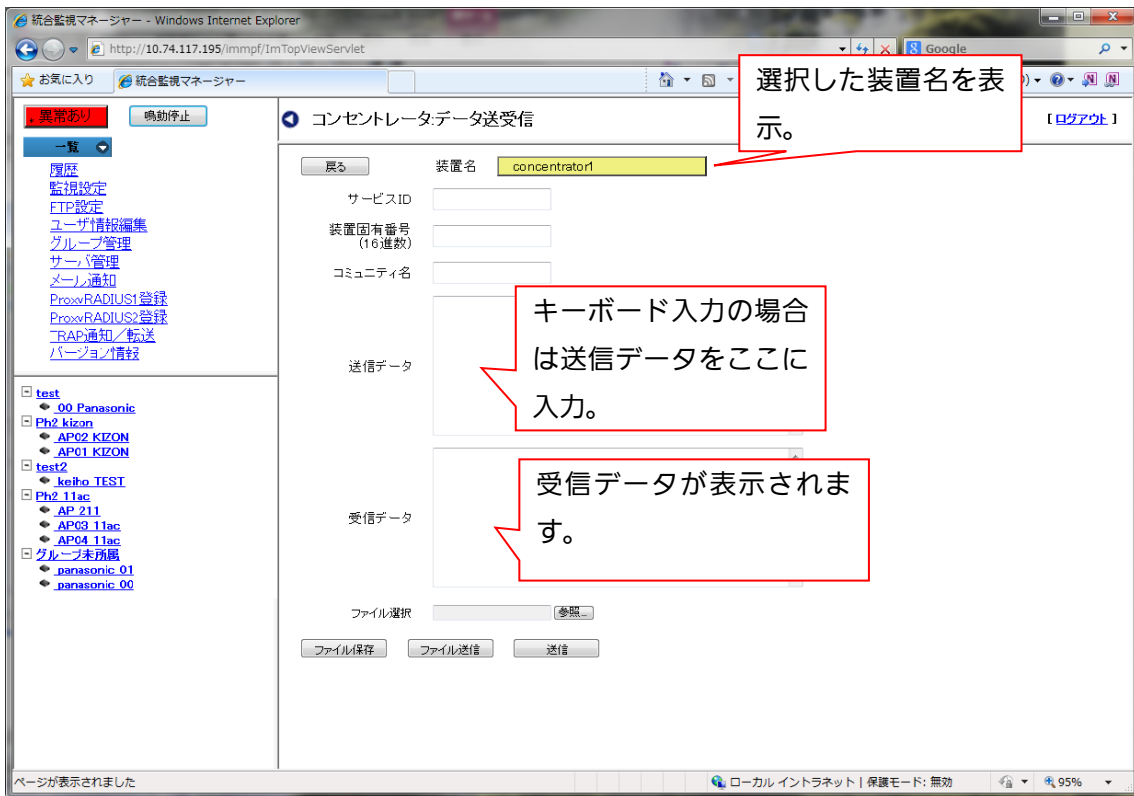 統合監視マネージャー - Windows Internet Explorer
http://10.74.117.195/immpf/ImTopViewServlet
Google
お気に入り
統合監視マネージャー
選択した装置名を表
示。
異常あり
鳴動停止
コンセントレータ:データ送受信
[ ログアウト ]
一覧
履歴
監視設定
FTP設定
ユーザ情報編集
グループ管理
サーバ管理
メール通知
ProxyRADIUS1登録
ProxyRADIUS2登録
TRAP通知／転送
バージョン情報
test
00 Panasonic
Ph2 kizon
AP02 KIZON
AP01 KIZON
test2
keiho TEST
Ph2 11ac
AP 211
AP03 11ac
AP04 11ac
グループ未所属
panasonic 01
panasonic 00
戻る
装置名
concentrator1
サービスID
装置固有番号
(16進数)
コミュニティ名
送信データ
キーボード入力の場合
は送信データをここに
入力。
受信データ
受信データが表示されま
す。
ファイル選択
参照...
ファイル保存
ファイル送信
送信
ページが表示されました
ローカル イントラネット | 保護モード: 無効
95%